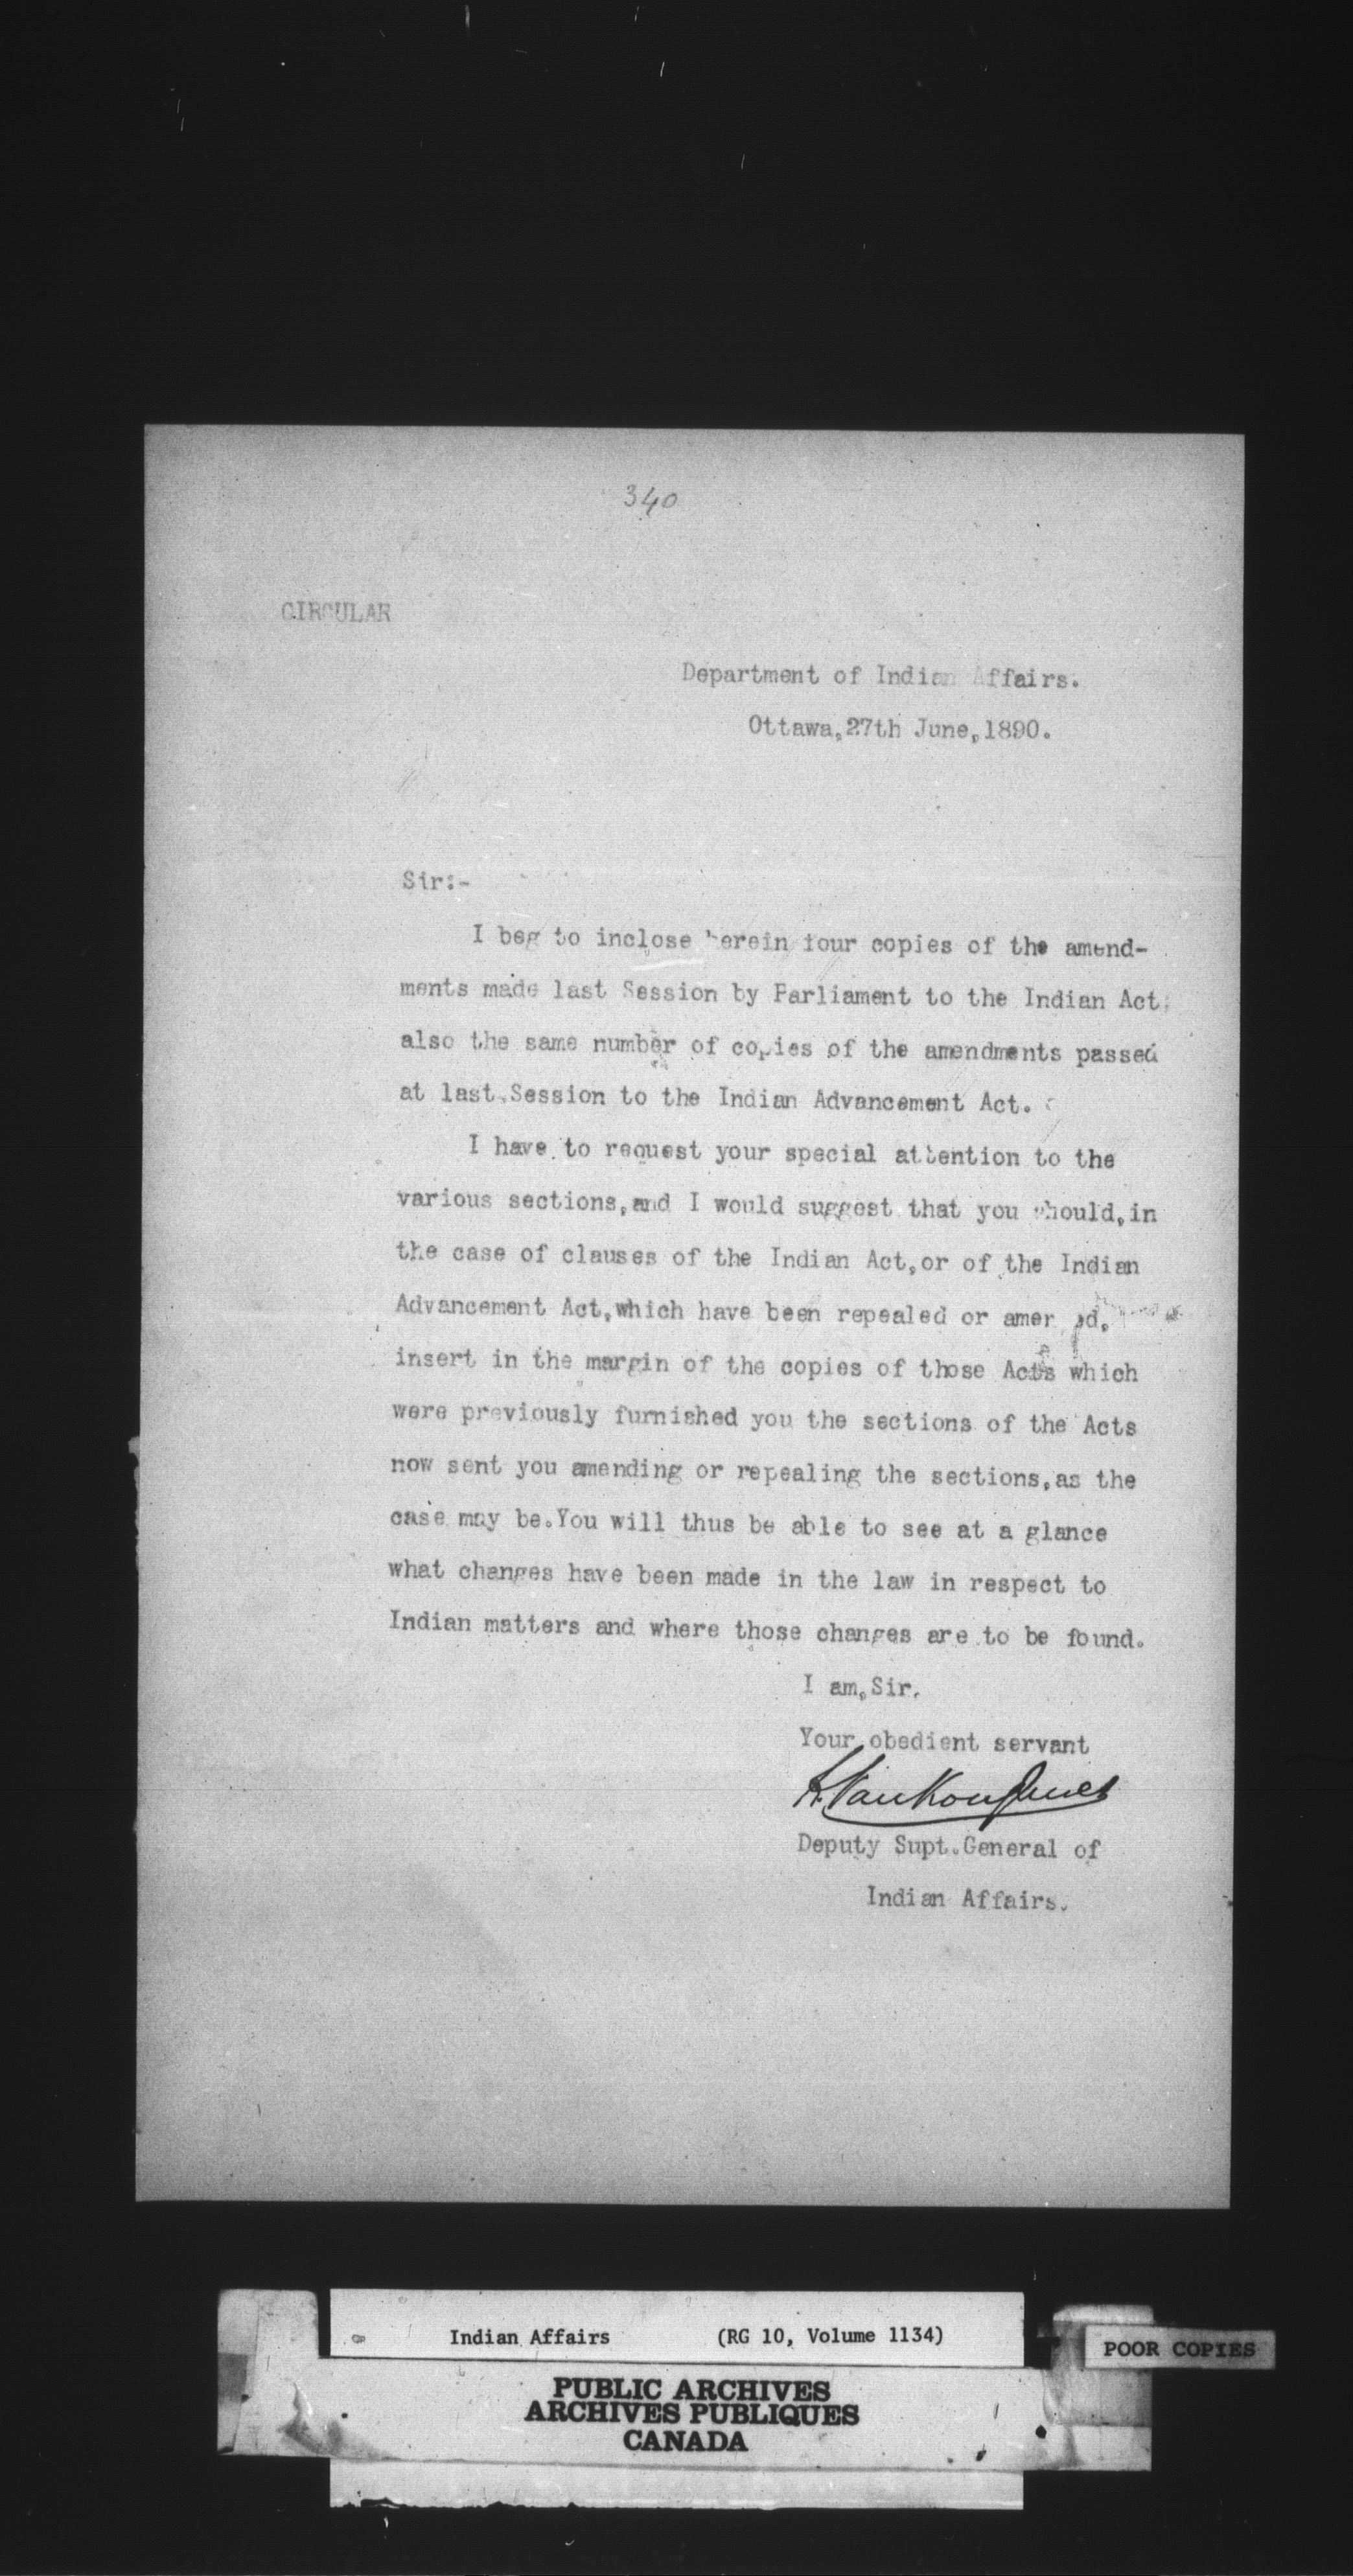 340
CIRCULAR
Department of Indian Affairs.
Ottawa,27th June,1890.
Sir:-
I beg to inclose herein four copies of the amend-
ments made last Session by Parliament to the Indian Act;
also the same number of copies of the amendments passed
at last Session to the Indian Advancement Act.
I have to request your special attention to the
various sections,and I would suggest that you should,in
the case of clauses of the Indian Act,or of the Indian
Advancement Act,which have been repealed or amended,
insert in the margin of the copies of those Acts which
were previously furnished you the sections of the Acts
now sent you amending or repealing the sections,as the
case may be.You will thus be able to see at a glance
what changes have been made in the law in respect to
Indian matters and where those changes are to be found.
I am,Sir,
Your obedient servant
L. VanKoughnet
Deputy Supt.General of
Indian Affairs.
Indian Affairs (RG 10, Volume 1134)
POOR COPIES
PUBLIC ARCHIVES
ARCHIVES PUBLIQUES
CANADA